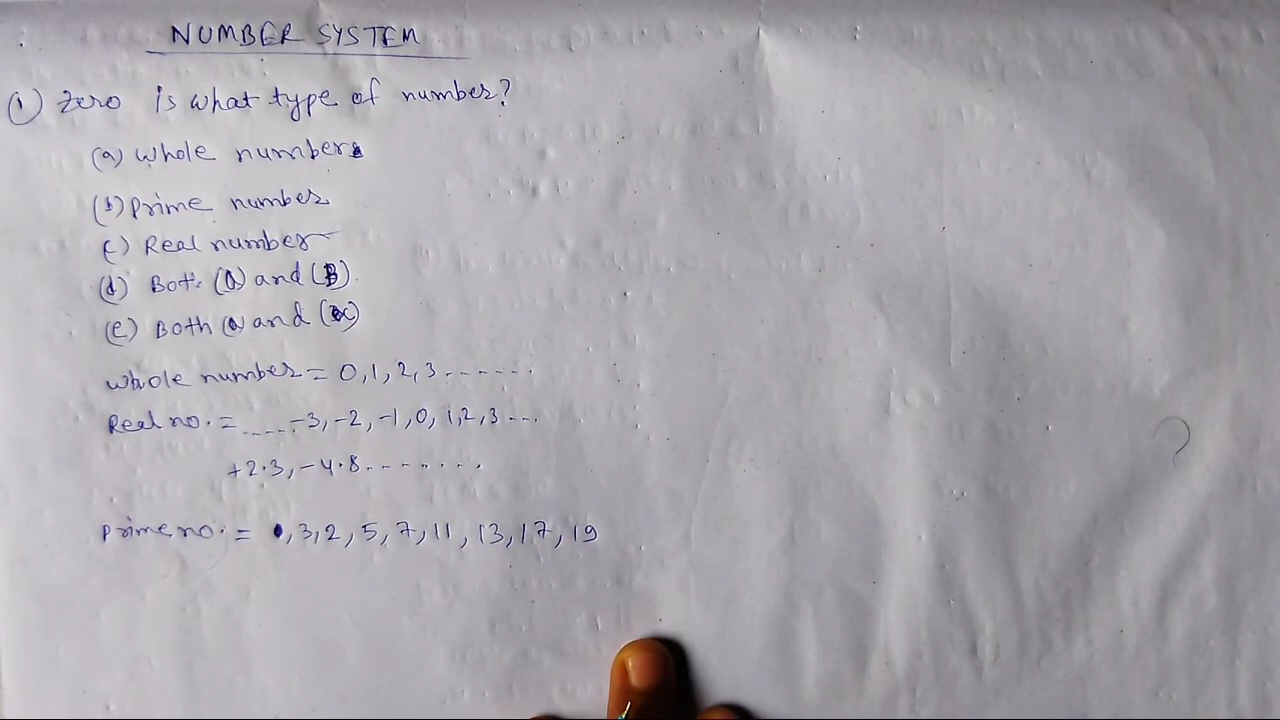 NUMBER SYSTEM
(1) Zero is what type of number?
(a) Whole number
(b) Prime number
(c) Real number
(d) Both (A) and (B).
(e) Both (a) and (c)
Whole number = 0, 1, 2, 3 .......
Real no. = .....-3, -2, -1, 0, 1, 2, 3 ...
+2.3, -4.8.........
Prime no. = , 3, 2, 5, 7, 11, 13, 17, 19
?